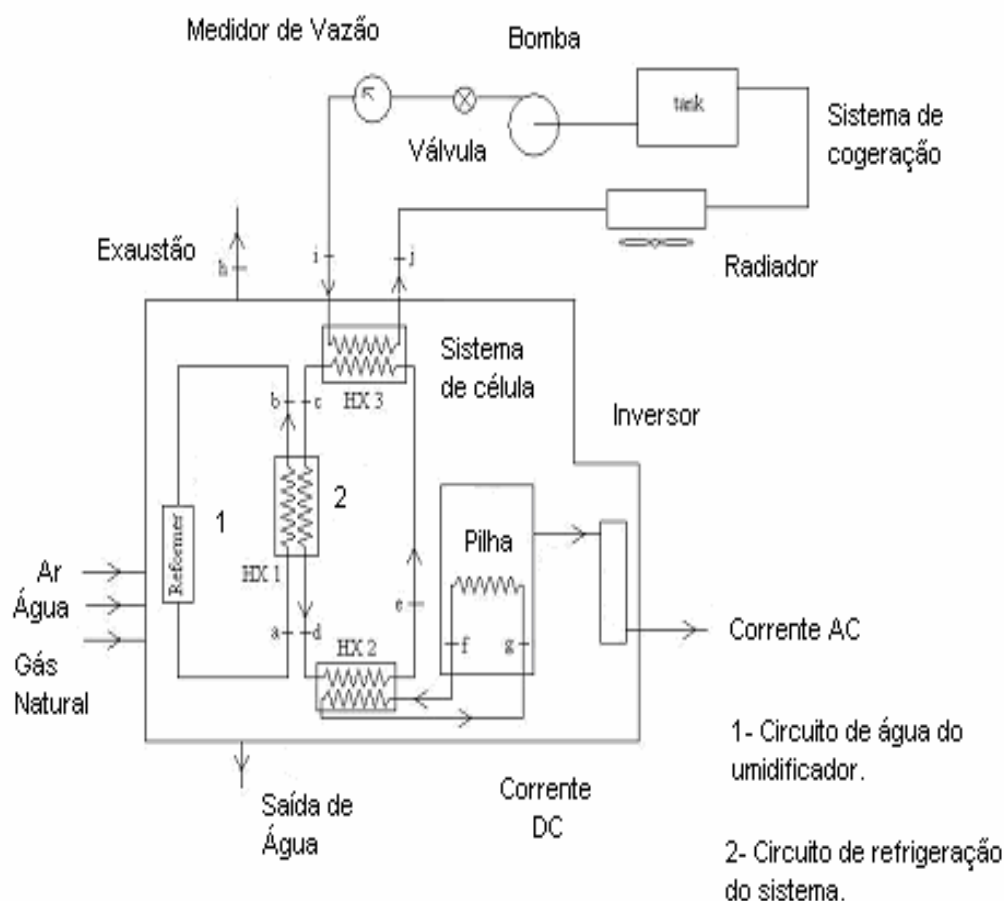 Medidor de Vazão
Bomba
tank
Válvula
Sistema de
cogeração
Exaustão
h
i
j
Radiador
Sistema
de célula
HX 3
b
c
Inversor
1
2
Reformer
Pilha
HX 1
Ar
Água
Gás
Natural
e
a
d
f
g
HX 2
Corrente AC
1- Circuito de água do
umidificador.
Saída de
Água
Corrente
DC
2- Circuito de refrigeração
do sistema.